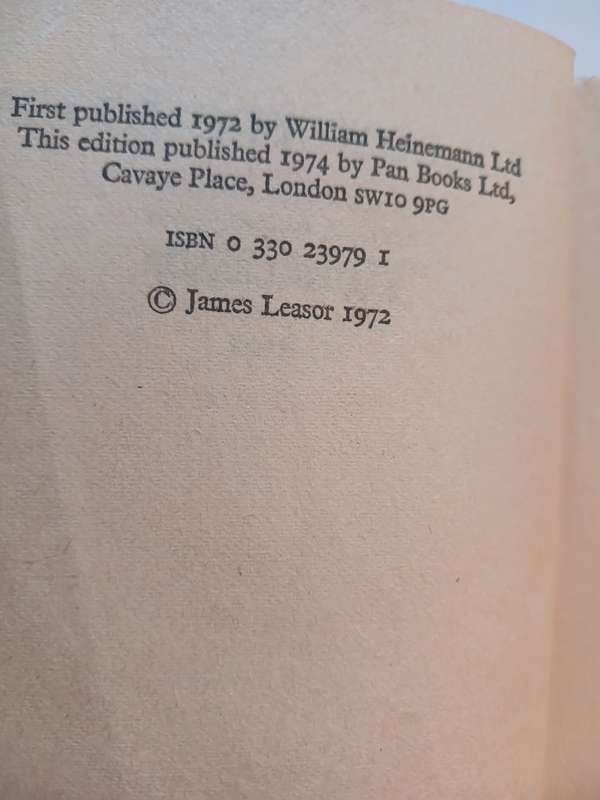 First published 1972 by William Heinemann Ltd
This edition published 1974 by Pan Books Ltd,
Cavaye Place, London SW10 9PG
ISBN 0 330 23979 1
© James Leasor 1972